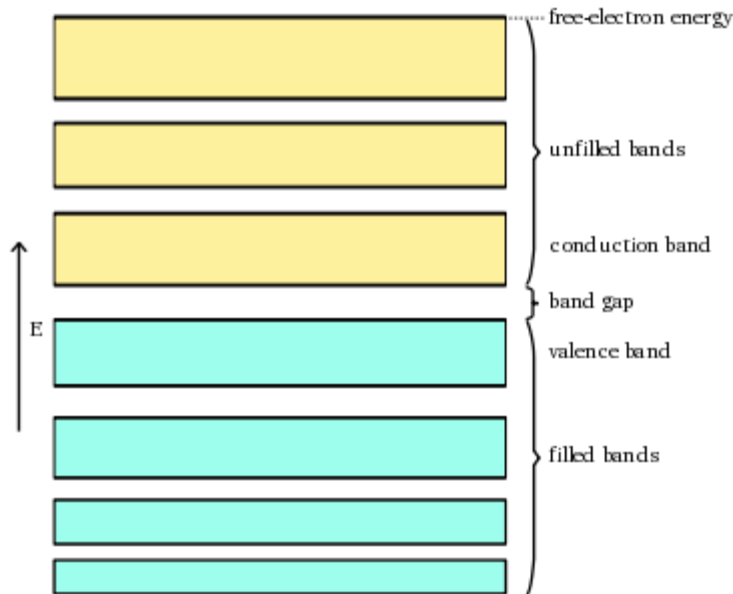 free-electron energy
unfilled bands
conduction band
band gap
E
valence band
filled bands